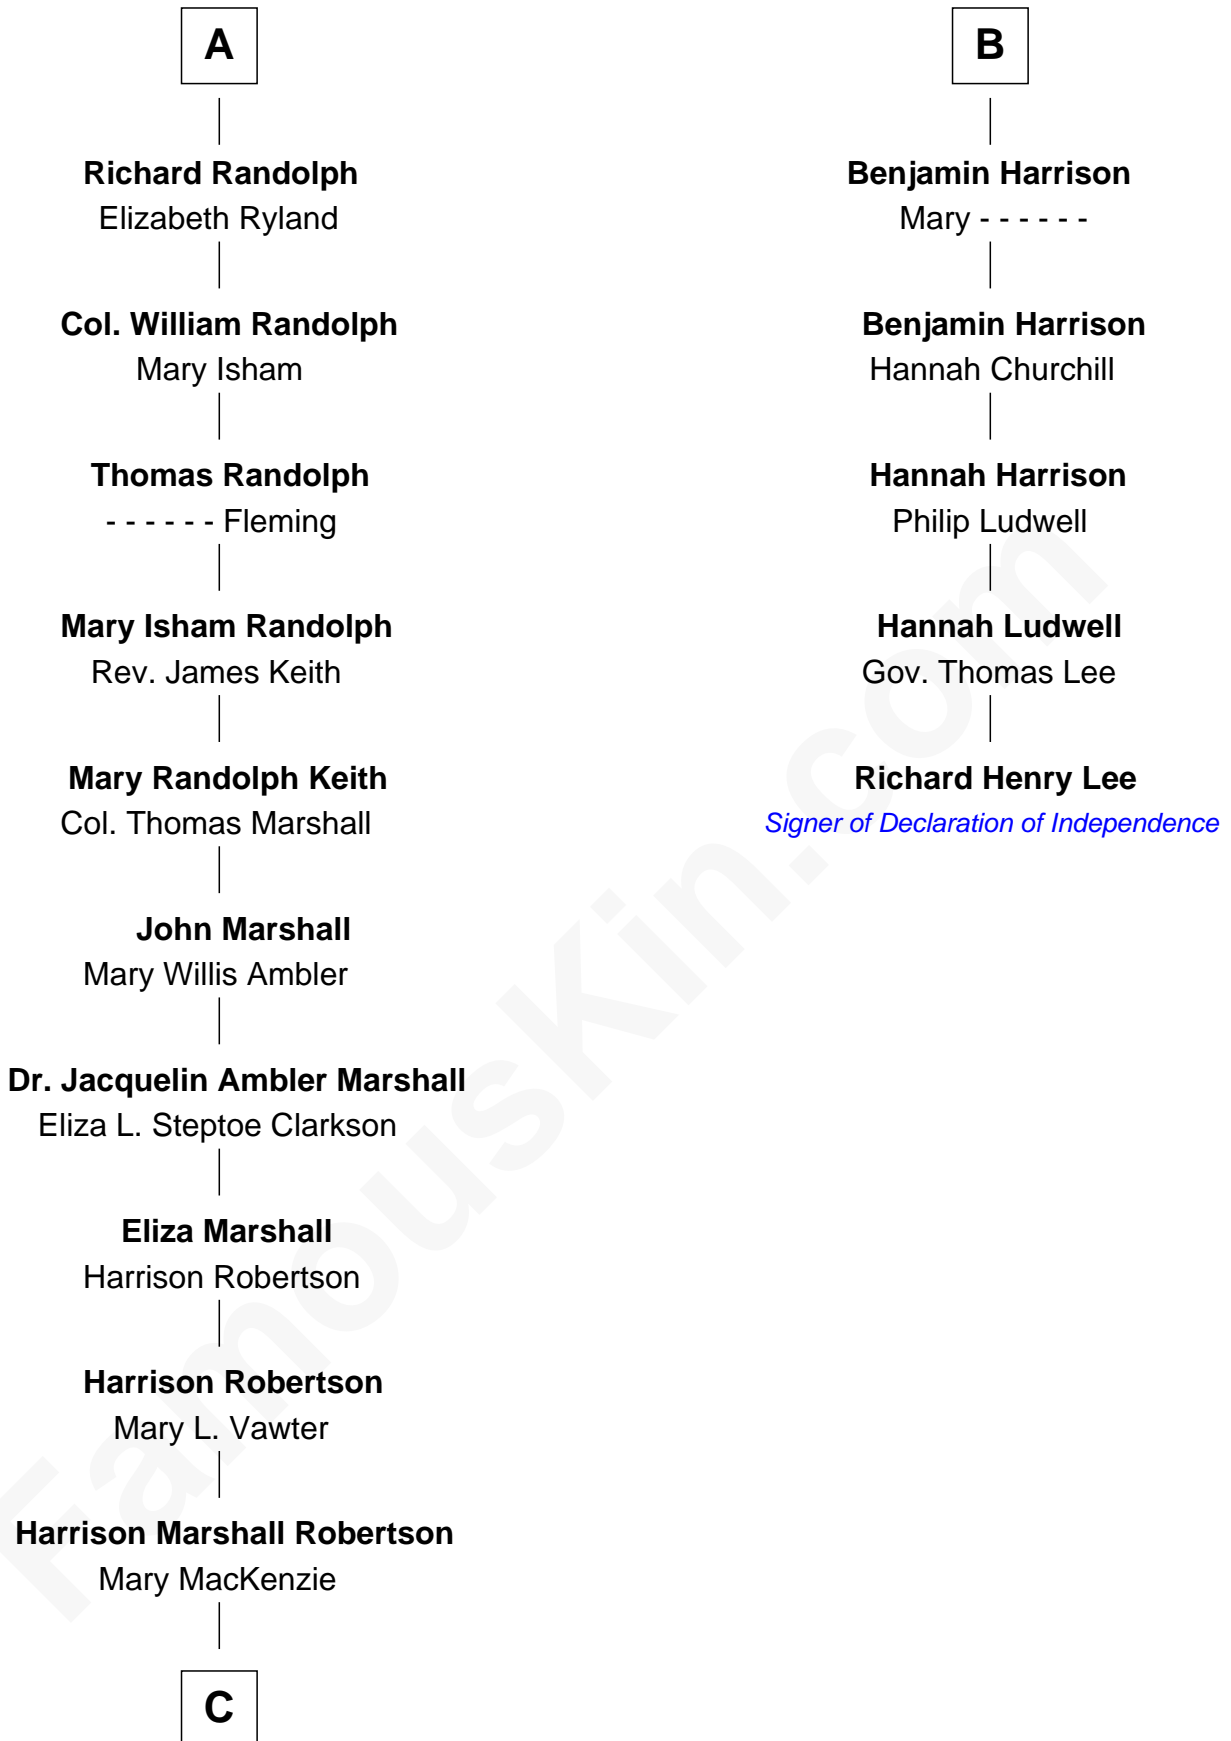 A
Richard Randolph
Elizabeth Ryland
Col. William Randolph
Mary Isham
Thomas Randolph
- - - - - - Fleming
Mary Isham Randolph
Rev. James Keith
Mary Randolph Keith
Col. Thomas Marshall
John Marshall
Mary Willis Ambler
Dr. Jacquelin Ambler Marshall
Eliza L. Steptoe Clarkson
Eliza Marshall
Harrison Robertson
Harrison Robertson
Mary L. Vawter
Harrison Marshall Robertson
Mary MacKenzie
C
B
Benjamin Harrison
Mary - - - - - -
Benjamin Harrison
Hannah Churchill
Hannah Harrison
Philip Ludwell
Hannah Ludwell
Gov. Thomas Lee
Richard Henry Lee
Signer of Declaration of Independence
FamousKin.com